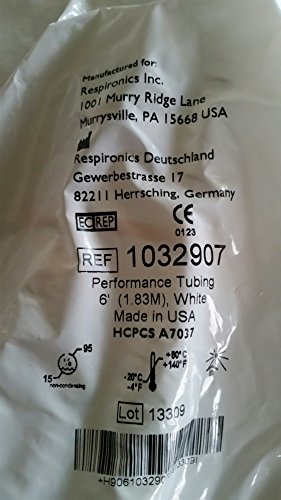 Manufactured for:
Respironics Inc.
1001 Murry Ridge Lane
Murrysville, PA 15668 USA
Respironics Deutschland
Gewerbestrasse 17
82211 Herrsching, Germany
EC REP CE
0123
REF 1032907
Performance Tubing
6' (1.83M), White
Made in USA
HCPCS A7037
95
15
non-condensing
+60°C
+140°F
-20°C
-4°F
Lot 13309